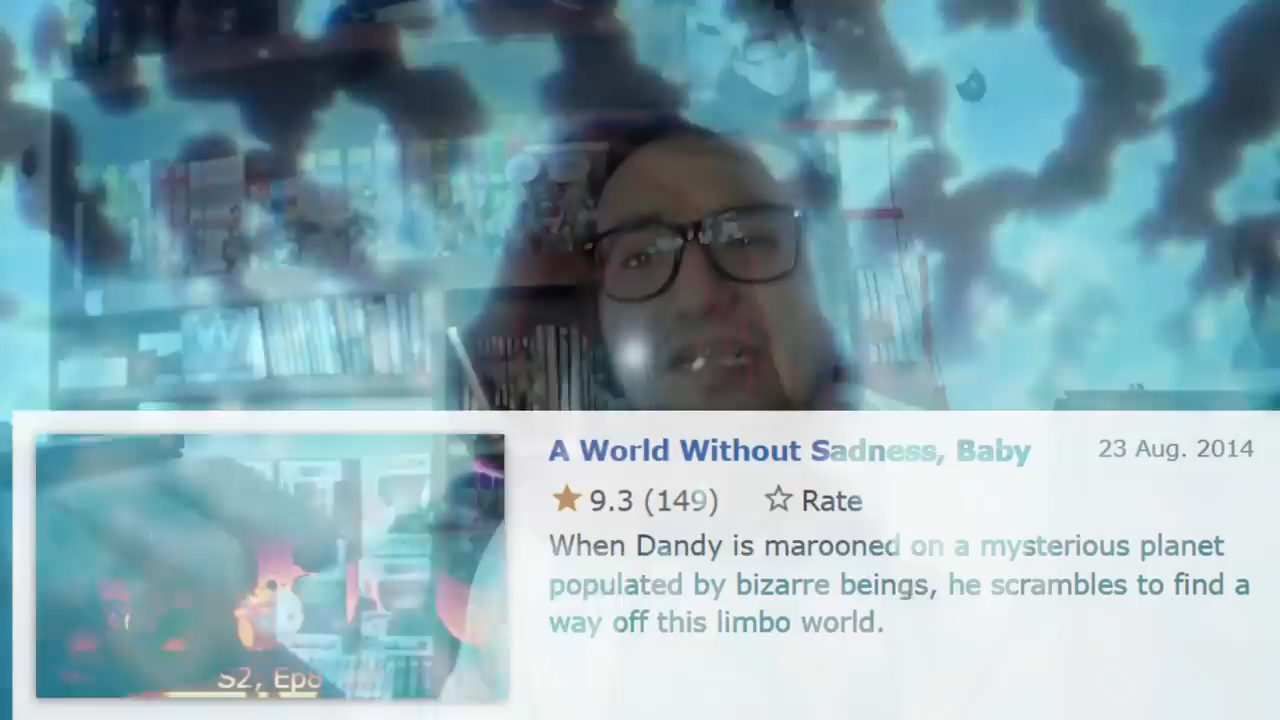 A World Without Sadness, Baby
23 Aug. 2014
9.3 (149)
Rate
When Dandy is marooned on a mysterious planet
populated by bizarre beings, he scrambles to find a
way off this limbo world.
S2, Ep8